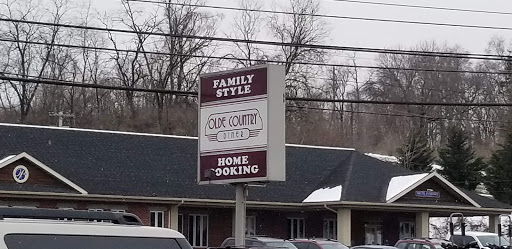 FAMILY
STYLE
OLDE COUNTRY
DINER
HOME
COOKING